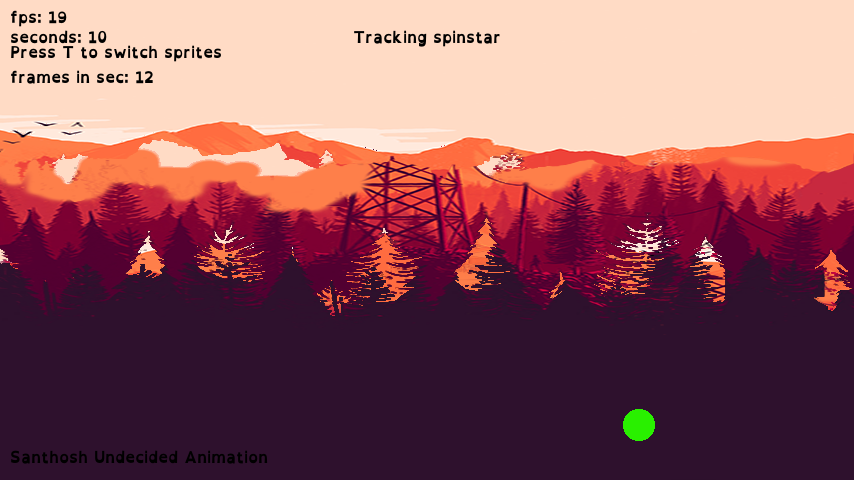 fps: 19
seconds: 10
Press T to switch sprites
frames in sec: 12
Tracking spinstar
Santhosh Undecided Animation